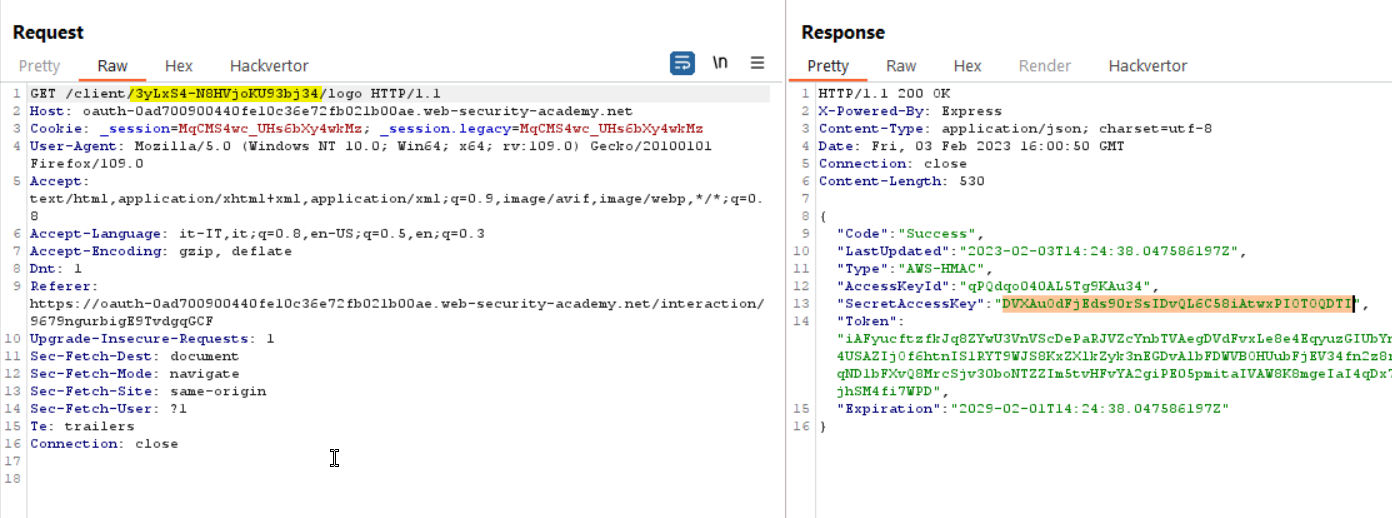 Request
Pretty Raw Hex Hackvertor \n
1 GET /client/3yLxS4-N8HVjoKU93bj34/logo HTTP/1.1
2 Host: oauth-0ad700900440fe10c36e72fb021b00ae.web-security-academy.net
3 Cookie: _session=MqCMS4wc_UHs6bXy4wkMz; _session.legacy=MqCMS4wc_UHs6bXy4wkMz
4 User-Agent: Mozilla/5.0 (Windows NT 10.0; Win64; x64; rv:109.0) Gecko/20100101
Firefox/109.0
5 Accept:
text/html,application/xhtml+xml,application/xml;q=0.9,image/avif,image/webp,*/*;q=0.
8
6 Accept-Language: it-IT,it;q=0.8,en-US;q=0.5,en;q=0.3
7 Accept-Encoding: gzip, deflate
8 Dnt: 1
9 Referer:
https://oauth-0ad700900440fe10c36e72fb021b00ae.web-security-academy.net/interaction/
9679ngurbigE9TvdgqGCF
10 Upgrade-Insecure-Requests: 1
11 Sec-Fetch-Dest: document
12 Sec-Fetch-Mode: navigate
13 Sec-Fetch-Site: same-origin
14 Sec-Fetch-User: ?1
15 Te: trailers
16 Connection: close
17
18
Response
Pretty Raw Hex Render Hackvertor
1 HTTP/1.1 200 OK
2 X-Powered-By: Express
3 Content-Type: application/json; charset=utf-8
4 Date: Fri, 03 Feb 2023 16:00:50 GMT
5 Connection: close
6 Content-Length: 530
7
8 {
9 "Code":"Success",
10 "LastUpdated":"2023-02-03T14:24:38.047586197Z",
11 "Type":"AWS-HMAC",
12 "AccessKeyId":"qPQdqo040AL5Tg9KAu34",
13 "SecretAccessKey":"DVXAu0dFjEds90rSsIDvQL6C58iAtwxPI0T0QDTI",
14 "Token":
"iAFyucftzfkJq8ZYwU3VnVScDePaRJVZcYnbTVAegDVdFvxLe8e4EqyuzGIUbYn
4USAZIj0f6htnIS1RYT9WJS8KxZX1kZyk3nEGDvA1bFDWVB0HUubFjEV34fn2z8r
qND1bFXvQ8MrcSjv30boNTZZIm5tvHFvYA2giPE05pmitaIVAW8K8mgeIaI4qDx7
jhSM4fi7WPD",
15 "Expiration":"2029-02-01T14:24:38.047586197Z"
16 }